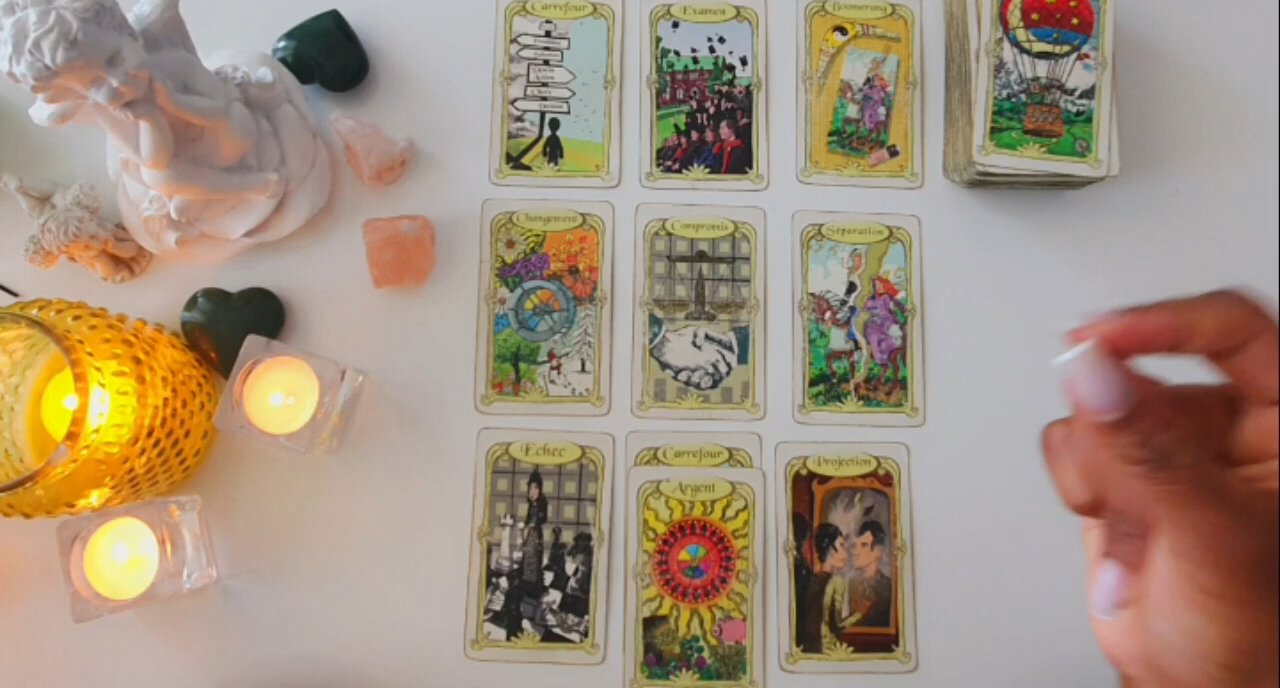 Carrefour
Examen
Boomerang
Changement
Compromis
Séparation
Echec
Carrefour
Argent
Projection